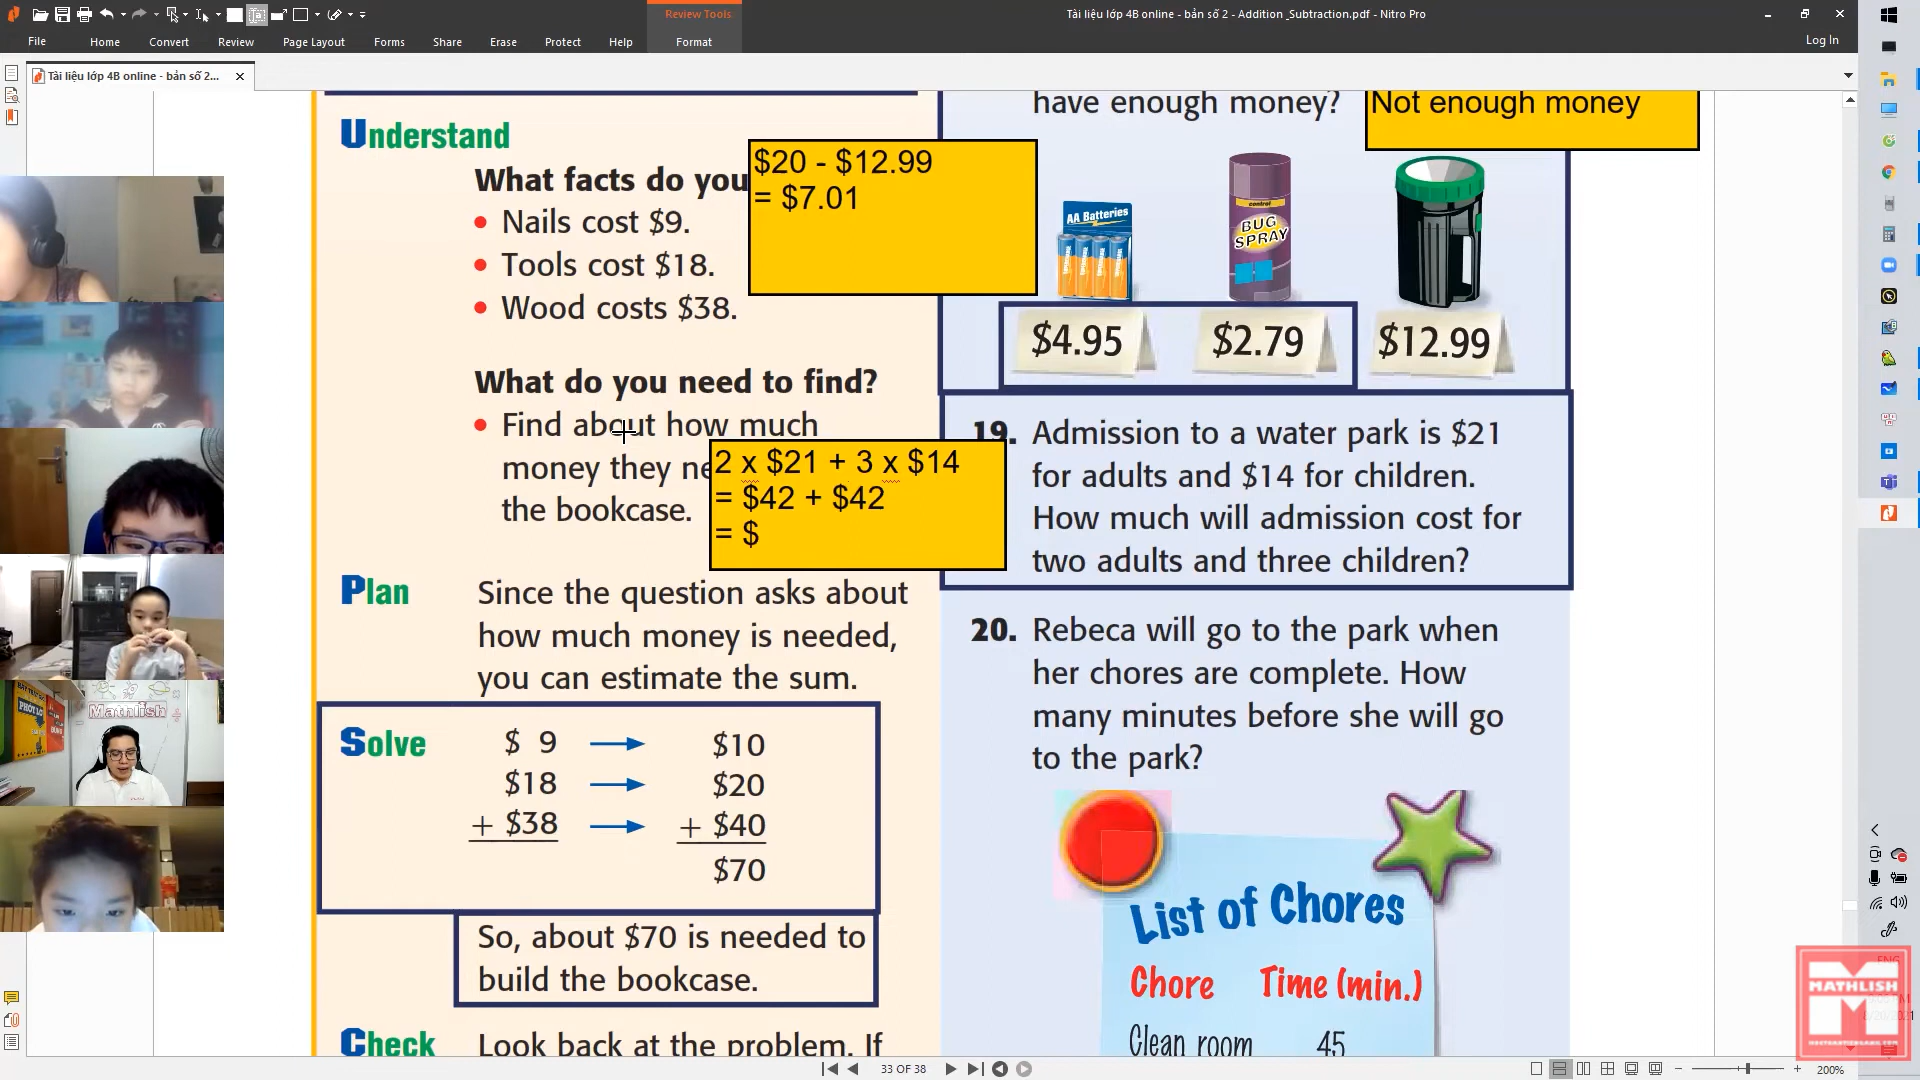 Review Tools
Tài liệu lớp 4B online - bản số 2 - Addition _Subtraction.pdf - Nitro Pro
File
Home
Convert
Review
Page Layout
Forms
Share
Erase
Protect
Help
Format
Log In
Tài liệu lớp 4B online - bản số 2...
Understand
What facts do you
Nails cost $9.
Tools cost $18.
Wood costs $38.
What do you need to find?
Find about how much
money they ne
the bookcase.
$20 - $12.99
= $7.01
2 x $21 + 3 x $14
= $42 + $42
= $
Plan
Since the question asks about
how much money is needed,
you can estimate the sum.
Solve
$ 9 $10
$18 $20
+ $38 + $40
$70
So, about $70 is needed to
build the bookcase.
Check
Look back at the problem. If
have enough money?
Not enough money
AA Batteries
control
BUG
SPRAY
$4.95
$2.79
$12.99
19. Admission to a water park is $21
for adults and $14 for children.
How much will admission cost for
two adults and three children?
20. Rebeca will go to the park when
her chores are complete. How
many minutes before she will go
to the park?
List of Chores
Chore Time (min.)
Clean room 45
Mathlish
33 OF 38
200%
ENG
MATHLISH